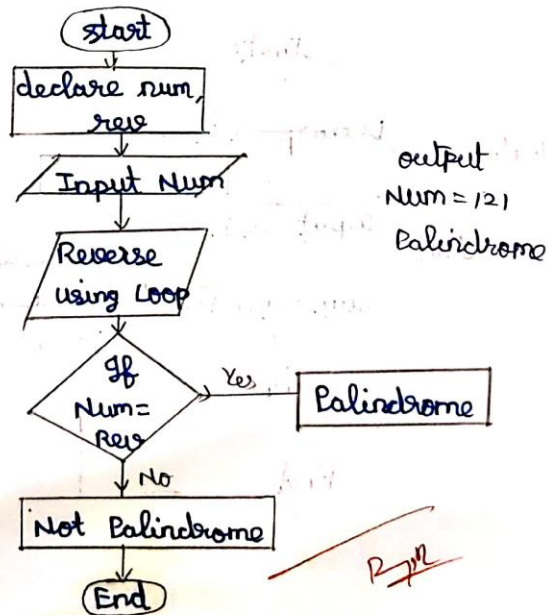 start
declare num,
rev
Input Num
Reverse
using Loop
If
Num=
Rev
Yes
Palindrome
No
Not Palindrome
End
output
Num = 121
Palindrome